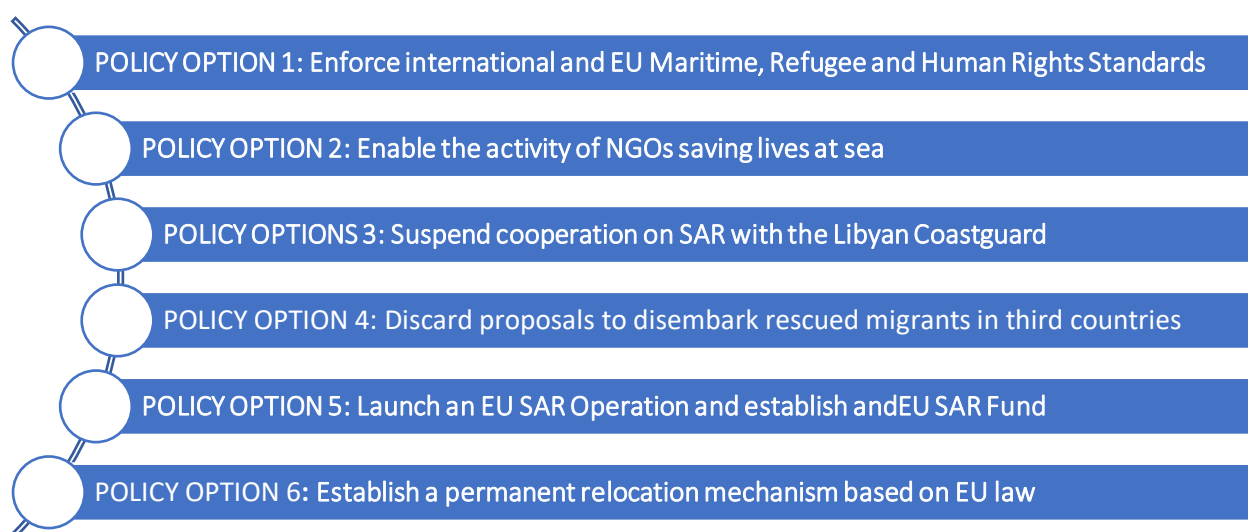 POLICY OPTION 1: Enforce international and EU Maritime, Refugee and Human Rights Standards
POLICY OPTION 2: Enable the activity of NGOs saving lives at sea
POLICY OPTIONS 3: Suspend cooperation on SAR with the Libyan Coastguard
POLICY OPTION 4: Discard proposals to disembark rescued migrants in third countries
POLICY OPTION 5: Launch an EU SAR Operation and establish andEU SAR Fund
POLICY OPTION 6: Establish a permanent relocation mechanism based on EU law